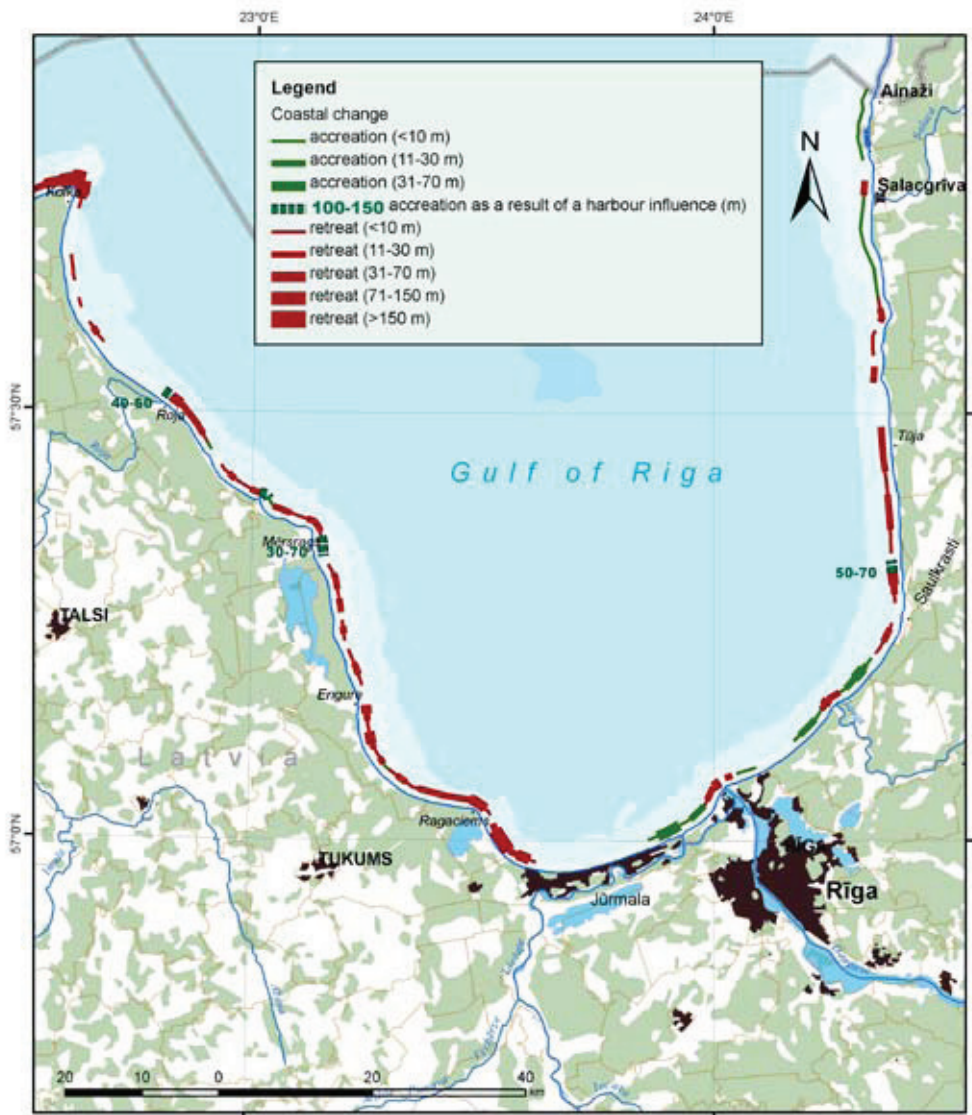 23°0'E
24°0'E
Legend
Coastal change
accreation (<10 m)
accreation (11-30 m)
accreation (31-70 m)
100-150 accreation as a result of a harbour influence (m)
retreat (<10 m)
retreat (11-30 m)
retreat (31-70 m)
retreat (71-150 m)
retreat (>150 m)
N
Ainaži
Salacgrīva
Kolka
40-60
Roja
57°30'N
Tūja
Gulf of Riga
Mērsrags
30-70
50-70
Saulkrasti
TALSI
Engure
Latvia
Ragaciems
57°0'N
TUKUMS
RĪGA
Rīga
Jūrmala
20 10 0 20 40
km